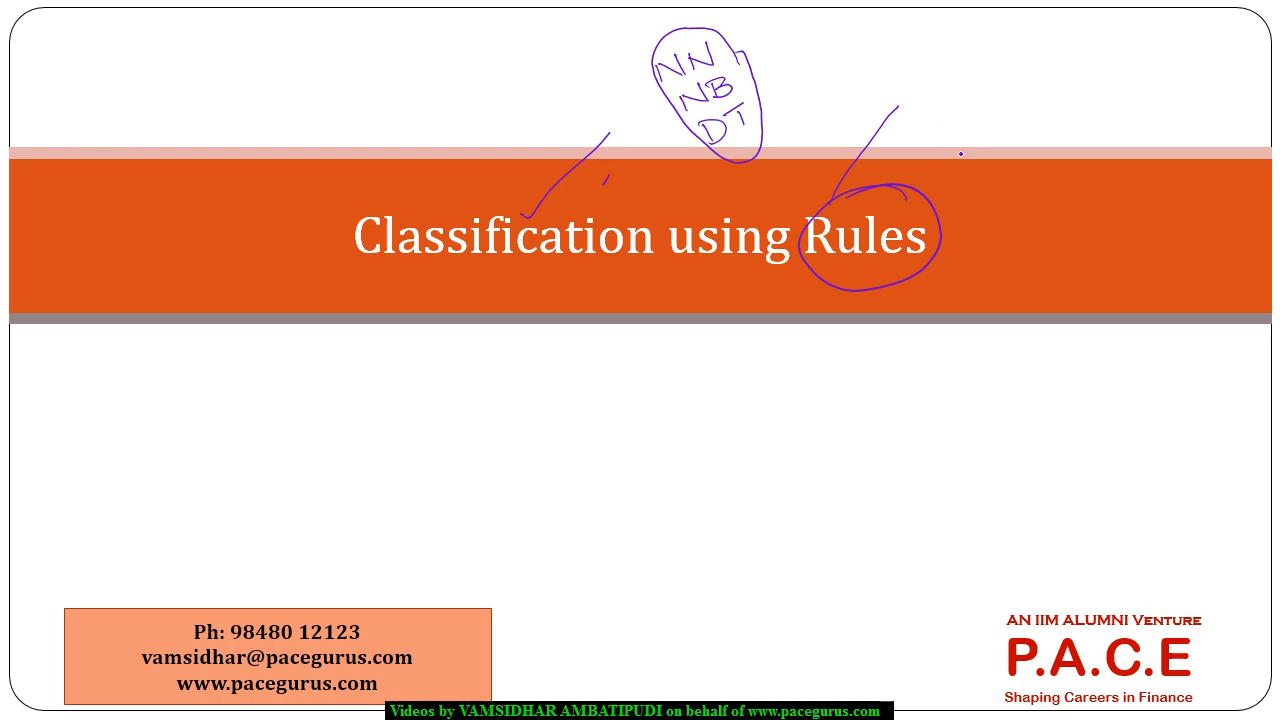 NN
NB
DT
Classification using Rules
Ph: 98480 12123
vamsidhar@pacegurus.com
www.pacegurus.com
AN IIM ALUMNI VENTURE
P.A.C.E
Shaping Careers in Finance
Videos by VAMSIDHAR AMBATIPUDI on behalf of www.pacegurus.com